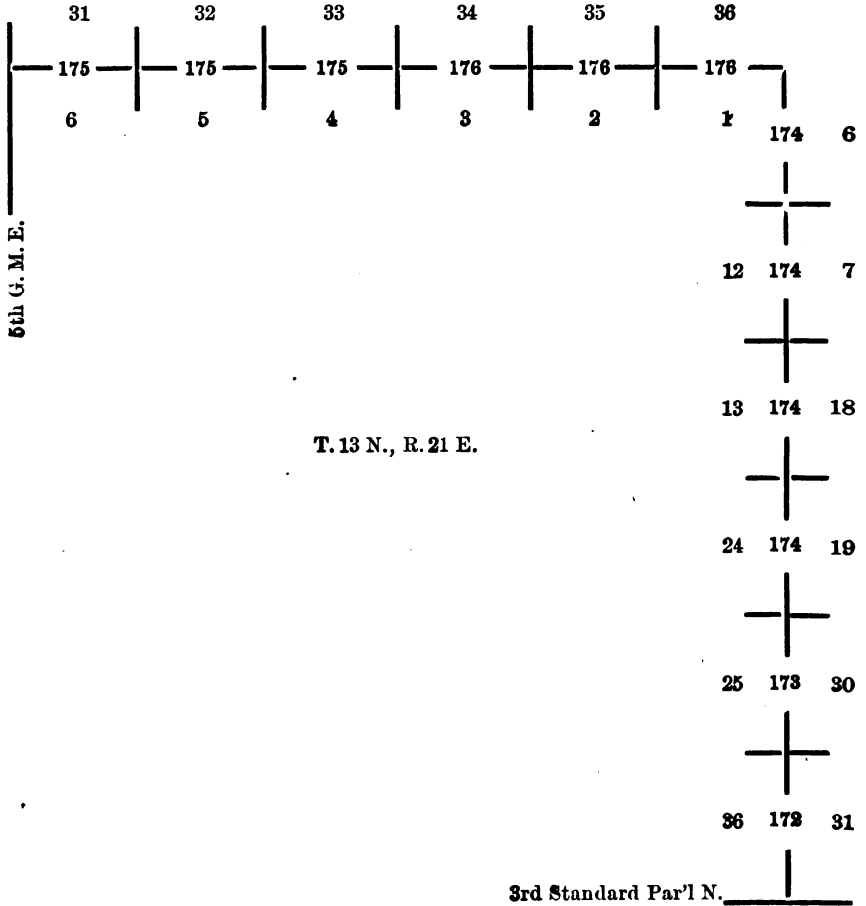 31 32 33 34 35 36
175 175 175 176 176 176
6 5 4 3 2 1
174 6
5th G. M. E.
12 174 7
13 174 18
T. 13 N., R. 21 E.
24 174 19
25 173 30
36 172 31
3rd Standard Par'l N.